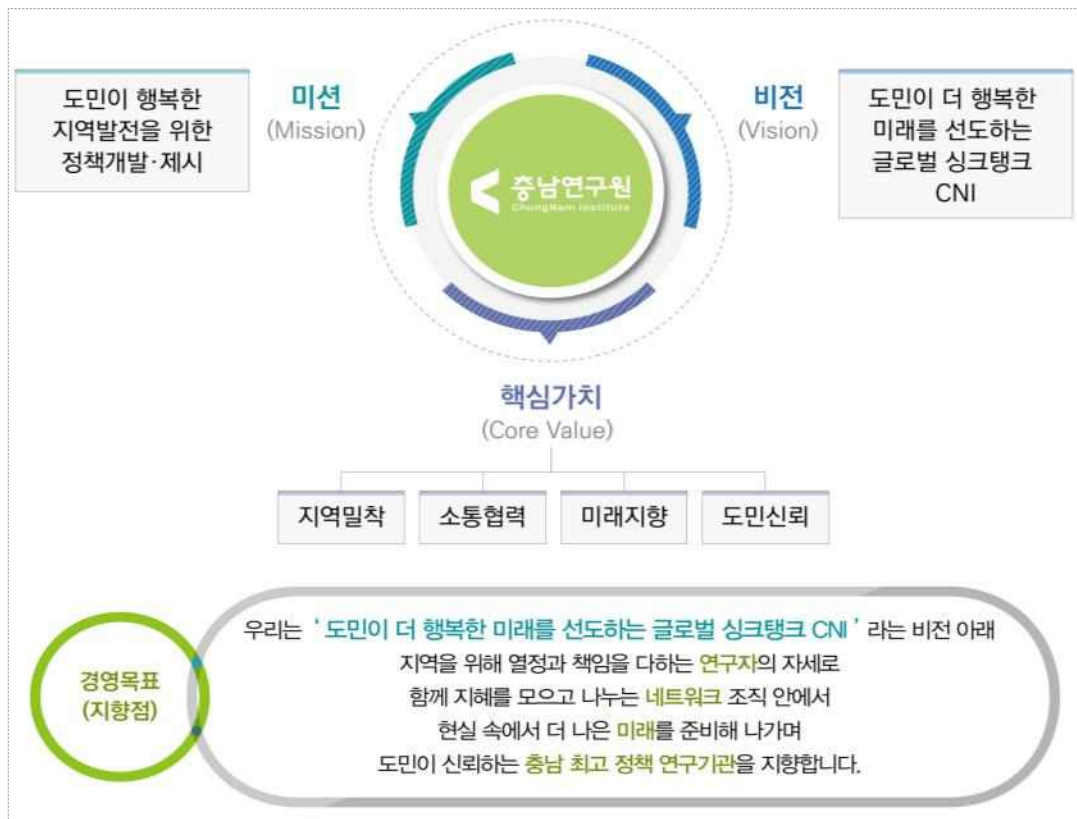 도민이 행복한
지역발전을 위한
정책개발·제시
미션
(Mission)
충남연구원
ChungNam Institute
비전
(Vision)
도민이 더 행복한
미래를 선도하는
글로벌 싱크탱크
CNI
핵심가치
(Core Value)
지역밀착
소통협력
미래지향
도민신뢰
경영목표
(지향점)
우리는 ‘ 도민이 더 행복한 미래를 선도하는 글로벌 싱크탱크 CNI ’ 라는 비전 아래
지역을 위해 열정과 책임을 다하는 연구자의 자세로
함께 지혜를 모으고 나누는 네트워크 조직 안에서
현실 속에서 더 나은 미래를 준비해 나가며
도민이 신뢰하는 충남 최고 정책 연구기관을 지향합니다.